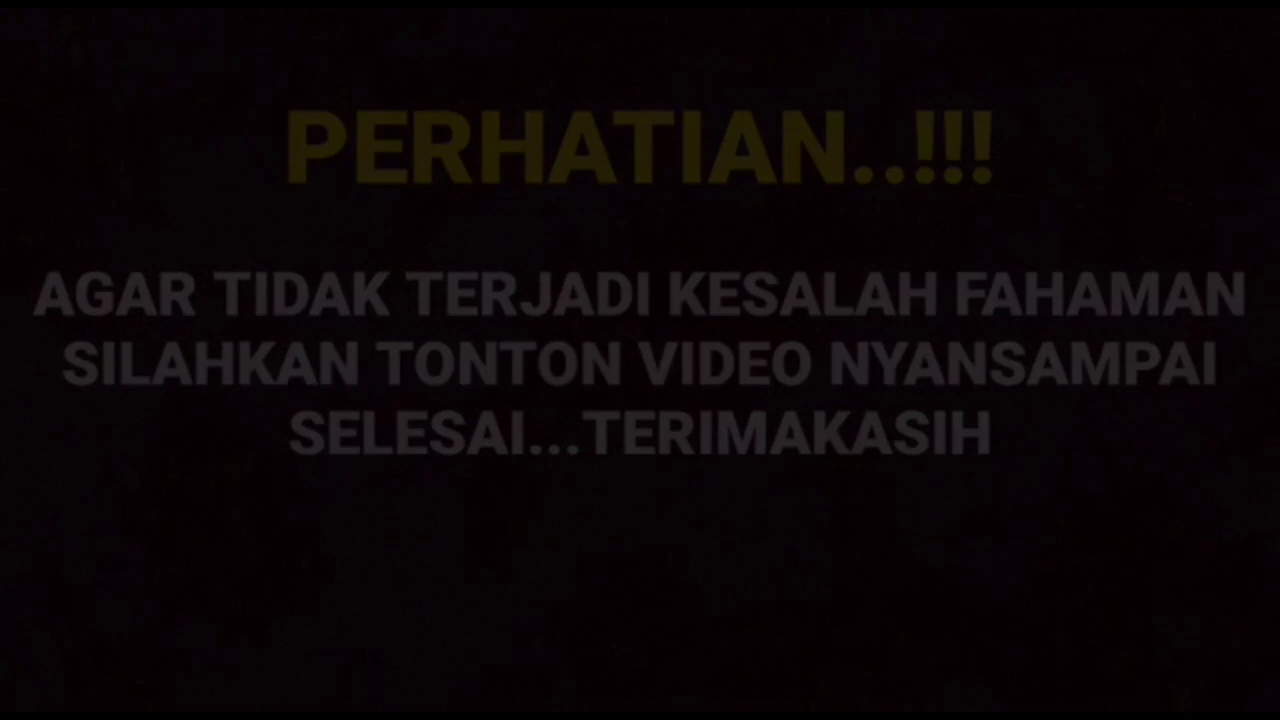 PERHATIAN..!!!
AGAR TIDAK TERJADI KESALAH FAHAMAN
SILAHKAN TONTON VIDEO NYANSAMPAI
SELESAI...TERIMAKASIH